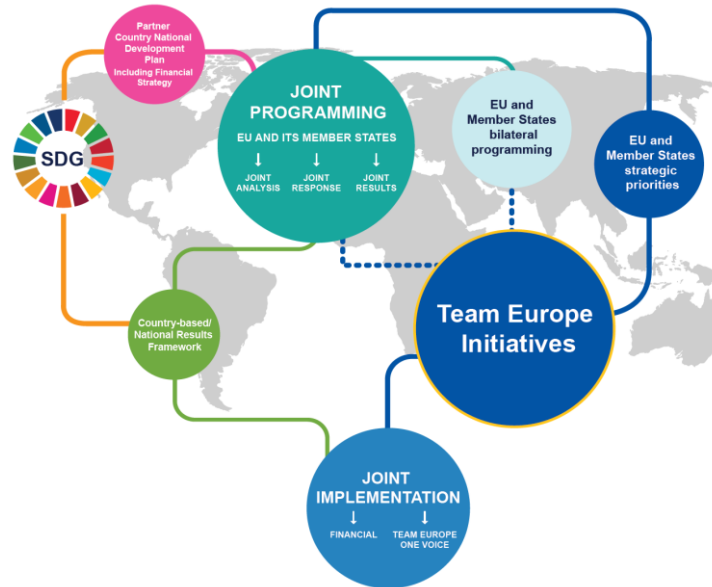 Partner
Country National
Development
Plan
Including Financial
Strategy
SDG
JOINT
PROGRAMMING
EU AND ITS MEMBER STATES
JOINT
ANALYSIS
JOINT
RESPONSE
JOINT
RESULTS
EU and
Member States
bilateral
programming
EU and
Member States
strategic
priorities
Country-based/
National Results
Framework
Team Europe
Initiatives
JOINT
IMPLEMENTATION
FINANCIAL
TEAM EUROPE
ONE VOICE